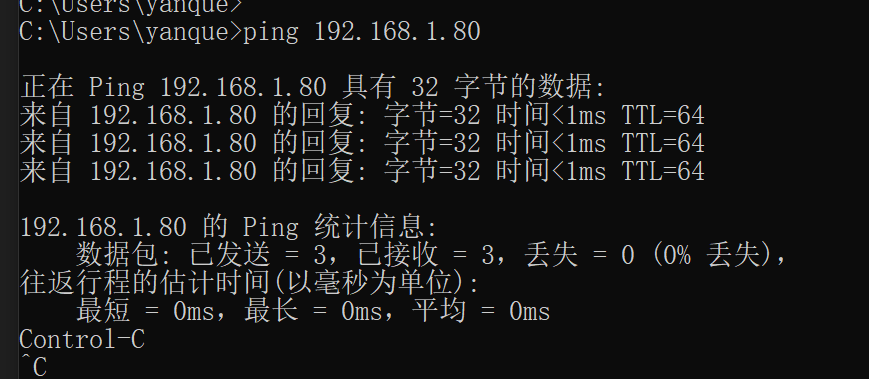 C:\Users\yanque>
C:\Users\yanque>ping 192.168.1.80
正在 Ping 192.168.1.80 具有 32 字节的数据:
来自 192.168.1.80 的回复: 字节=32 时间<1ms TTL=64
来自 192.168.1.80 的回复: 字节=32 时间<1ms TTL=64
来自 192.168.1.80 的回复: 字节=32 时间<1ms TTL=64
192.168.1.80 的 Ping 统计信息:
数据包: 已发送 = 3，已接收 = 3，丢失 = 0 (0% 丢失)，
往返行程的估计时间(以毫秒为单位):
最短 = 0ms，最长 = 0ms，平均 = 0ms
Control-C
^C